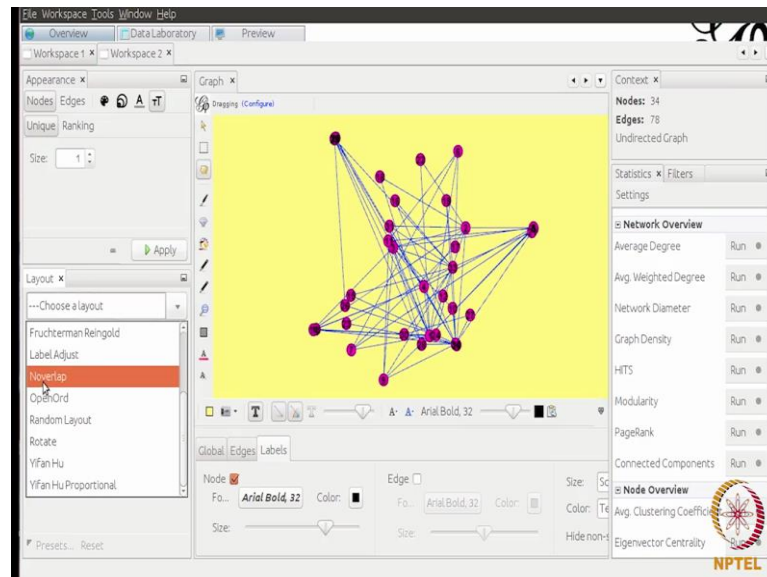 File Workspace Tools Window Help
Overview Data Laboratory Preview
Workspace 1 × Workspace 2 ×
Appearance ×
Nodes Edges A тT
Unique Ranking
Size: 1
Apply
Layout ×
---Choose a layout
Fruchterman Reingold
Label Adjust
Noverlap
OpenOrd
Random Layout
Rotate
Yifan Hu
Yifan Hu Proportional
Presets... Reset
Graph ×
Dragging (Configure)
A
A
T T A- A- Arial Bold, 32
Global Edges Labels
Node Edge Size: Sc
Fo... Arial Bold, 32 Color: Fo... Arial Bold, 32 Color: Color: Te
Size: Size: Hide non-s
Context ×
Nodes: 34
Edges: 78
Undirected Graph
Statistics × Filters
Settings
Network Overview
Average Degree Run
Avg. Weighted Degree Run
Network Diameter Run
Graph Density Run
HITS Run
Modularity Run
PageRank Run
Connected Components Run
Node Overview
Avg. Clustering Coefficient
Eigenvector Centrality Run
NPTEL